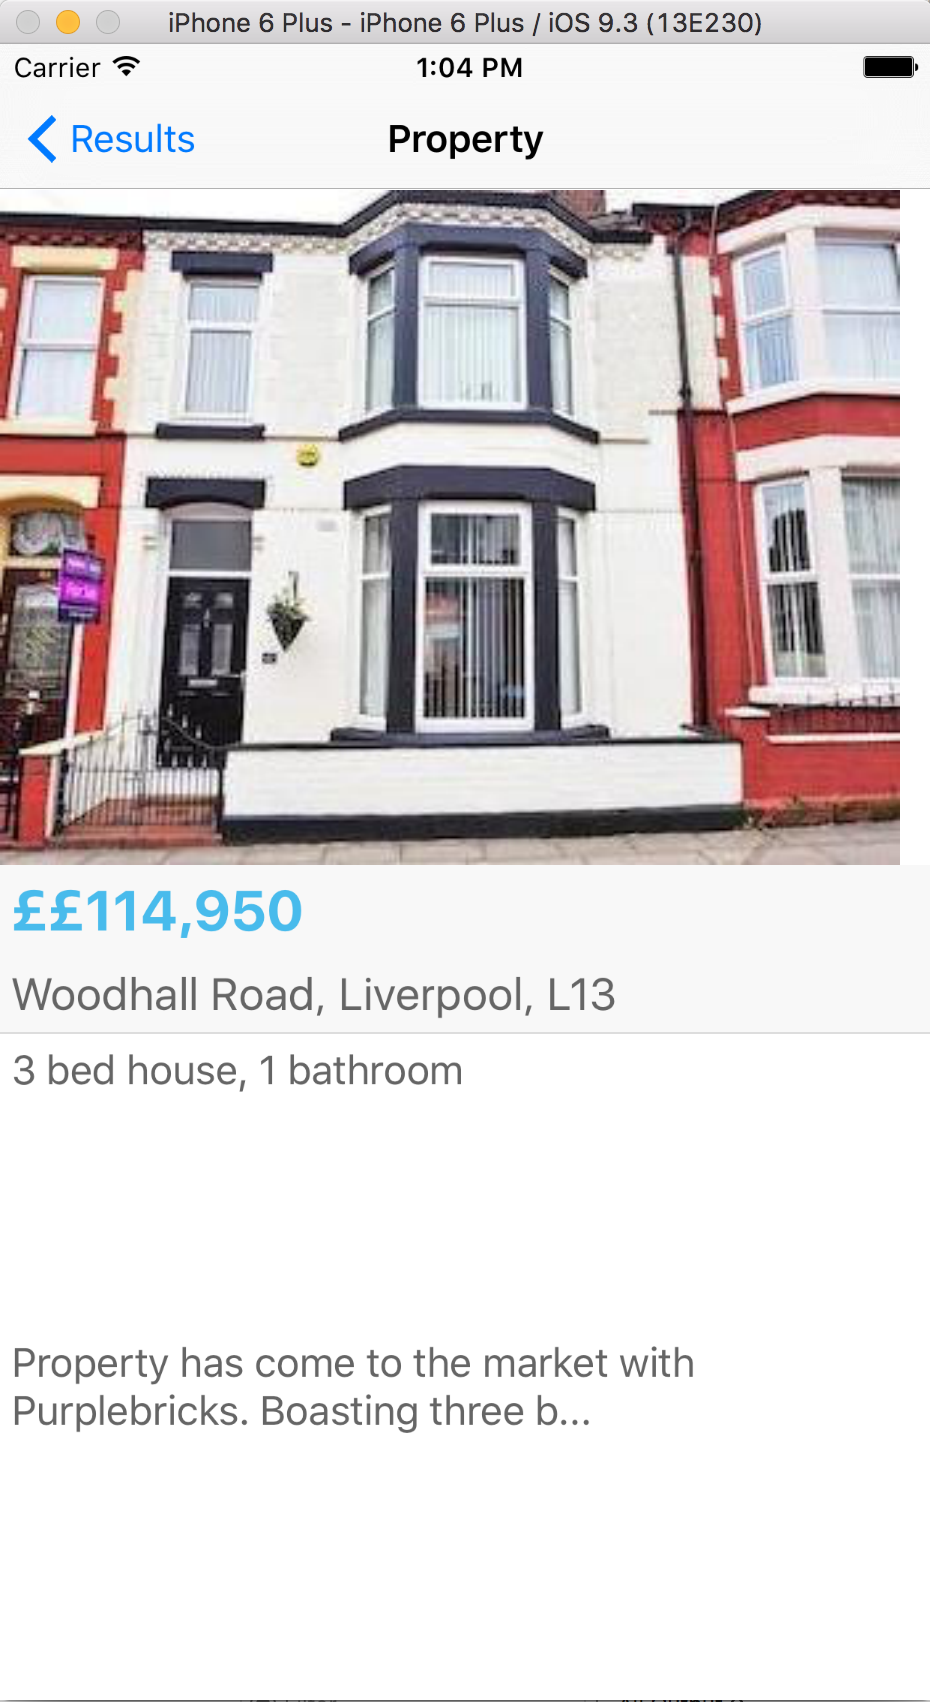 iPhone 6 Plus - iPhone 6 Plus / iOS 9.3 (13E230)
Carrier 1:04 PM
Results Property
££114,950
Woodhall Road, Liverpool, L13
3 bed house, 1 bathroom
Property has come to the market with
Purplebricks. Boasting three b...